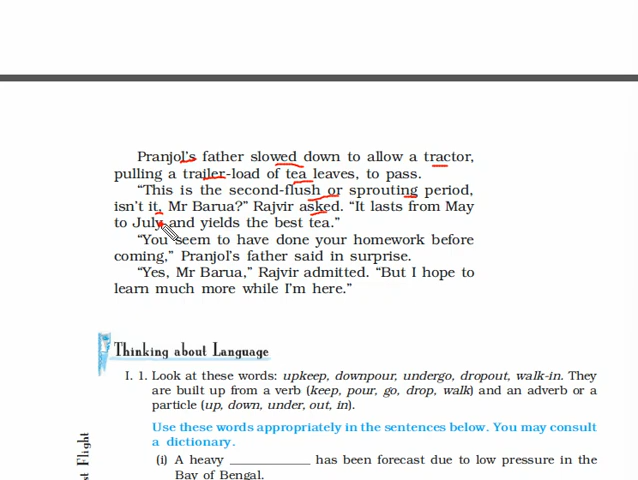 Pranjol's father slowed down to allow a tractor,
pulling a trailer-load of tea leaves, to pass.
“This is the second-flush or sprouting period,
isn't it, Mr Barua?” Rajvir asked. “It lasts from May
to July and yields the best tea.”
“You seem to have done your homework before
coming,” Pranjol's father said in surprise.
“Yes, Mr Barua,” Rajvir admitted. “But I hope to
learn much more while I'm here.”
Thinking about Language
I. 1. Look at these words: upkeep, downpour, undergo, dropout, walk-in. They
are built up from a verb (keep, pour, go, drop, walk) and an adverb or a
particle (up, down, under, out, in).
Use these words appropriately in the sentences below. You may consult
a dictionary.
(i) A heavy ____________ has been forecast due to low pressure in the
Bay of Bengal.
st Flight